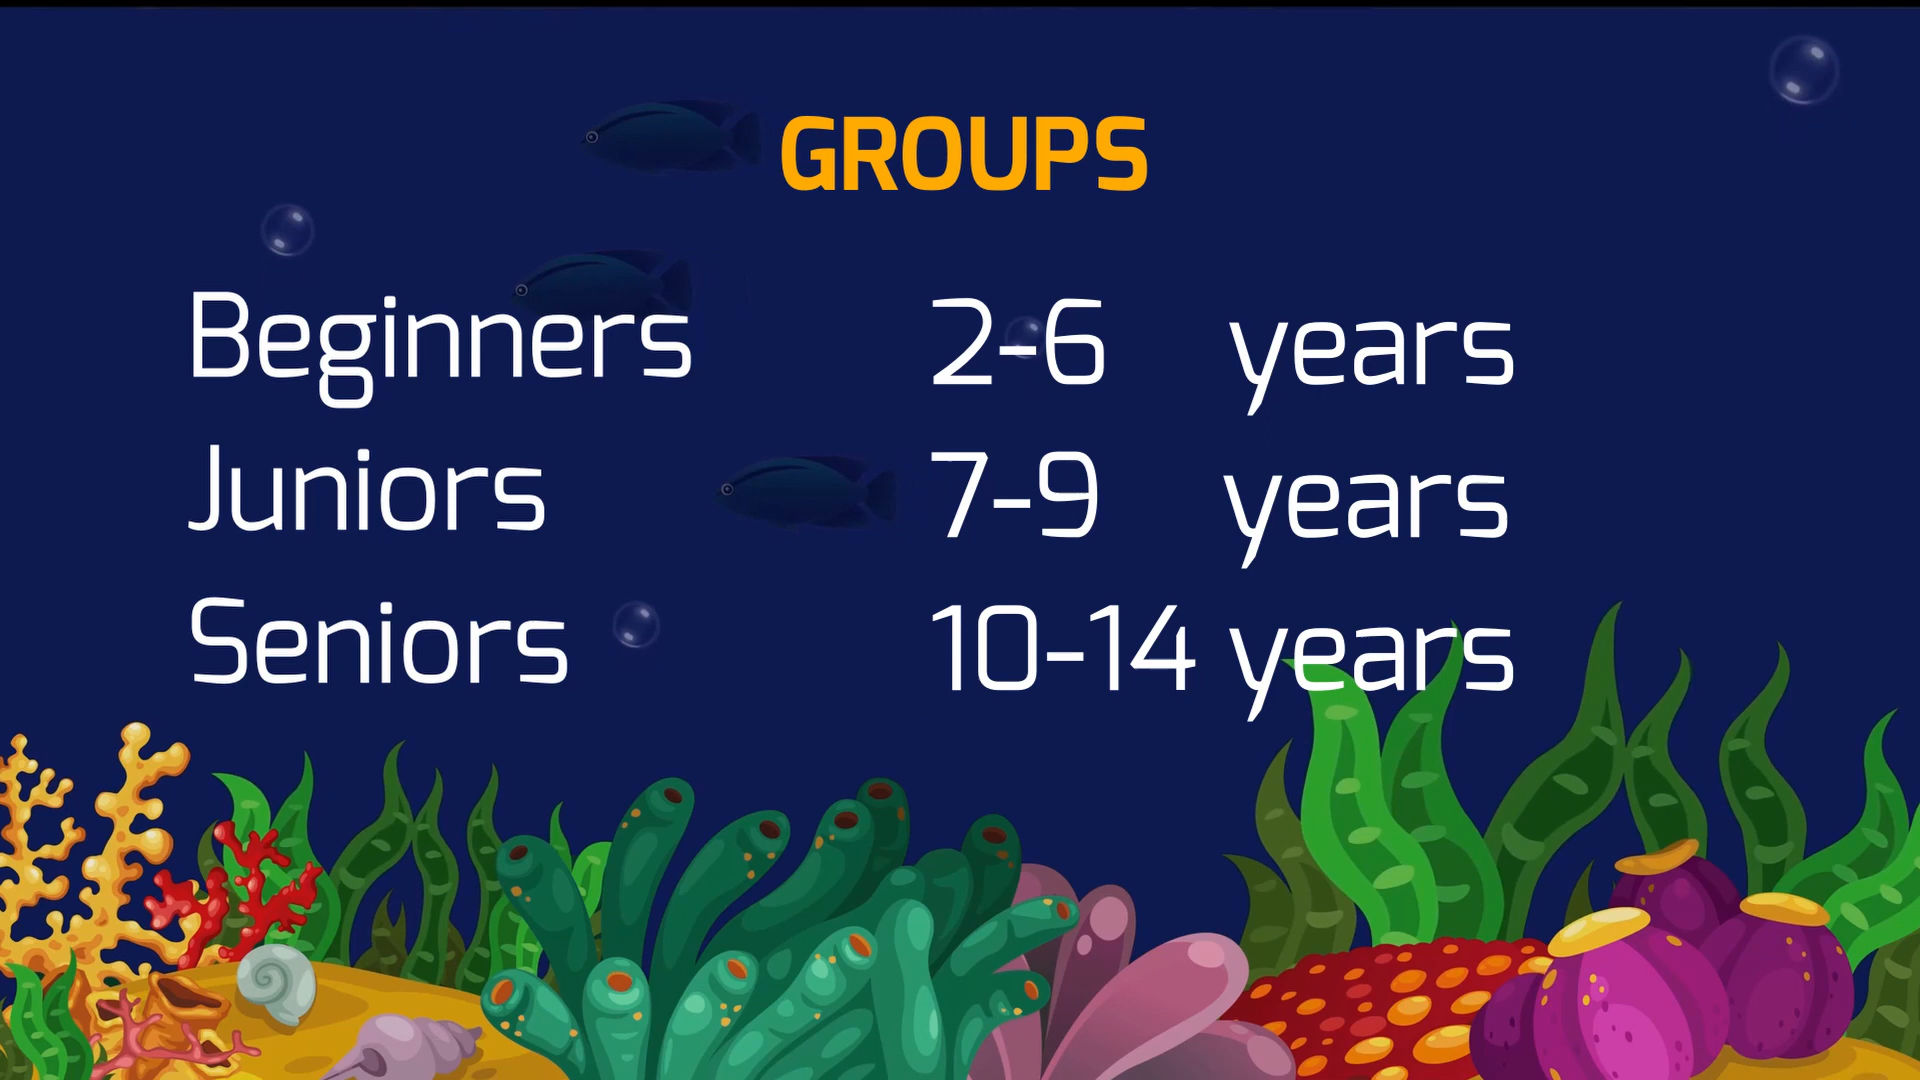 GROUPS
Beginners 2-6 years
Juniors 7-9 years
Seniors 10-14 years